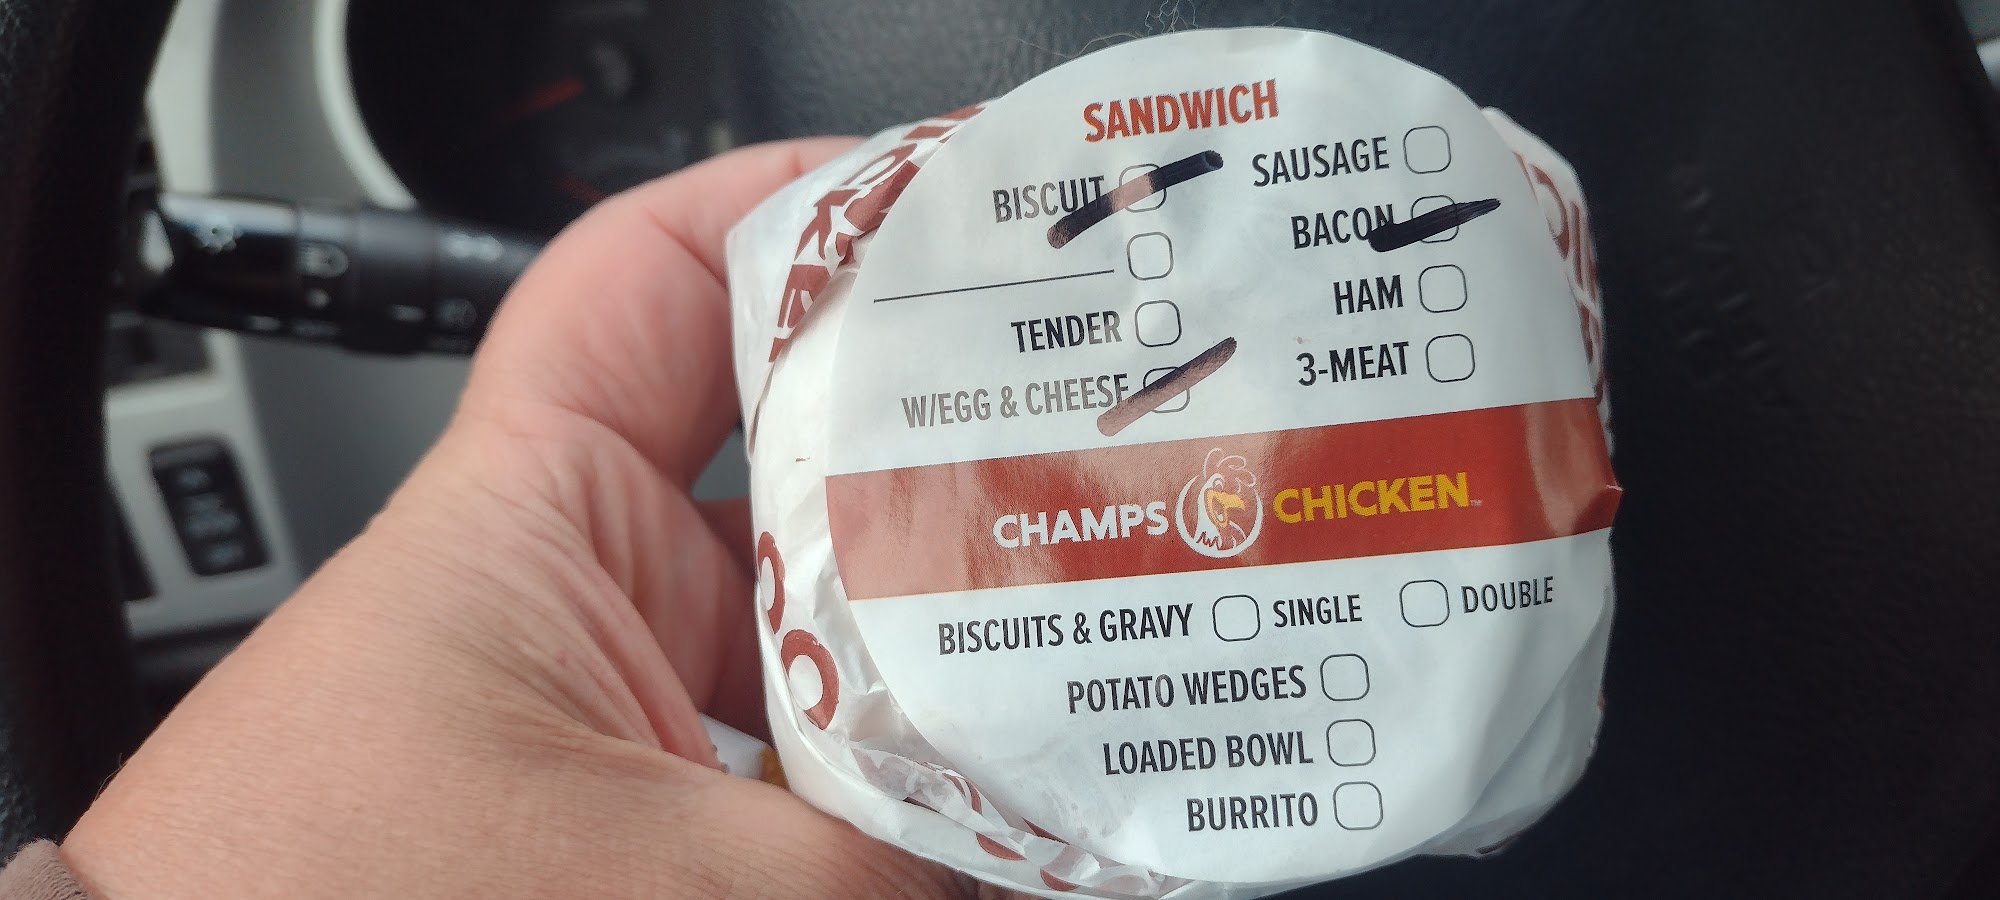 SANDWICH
BISCUIT
TENDER
W/EGG & CHEESE
SAUSAGE
BACON
HAM
3-MEAT
CHAMPS CHICKEN™
BISCUITS & GRAVY SINGLE DOUBLE
POTATO WEDGES
LOADED BOWL
BURRITO